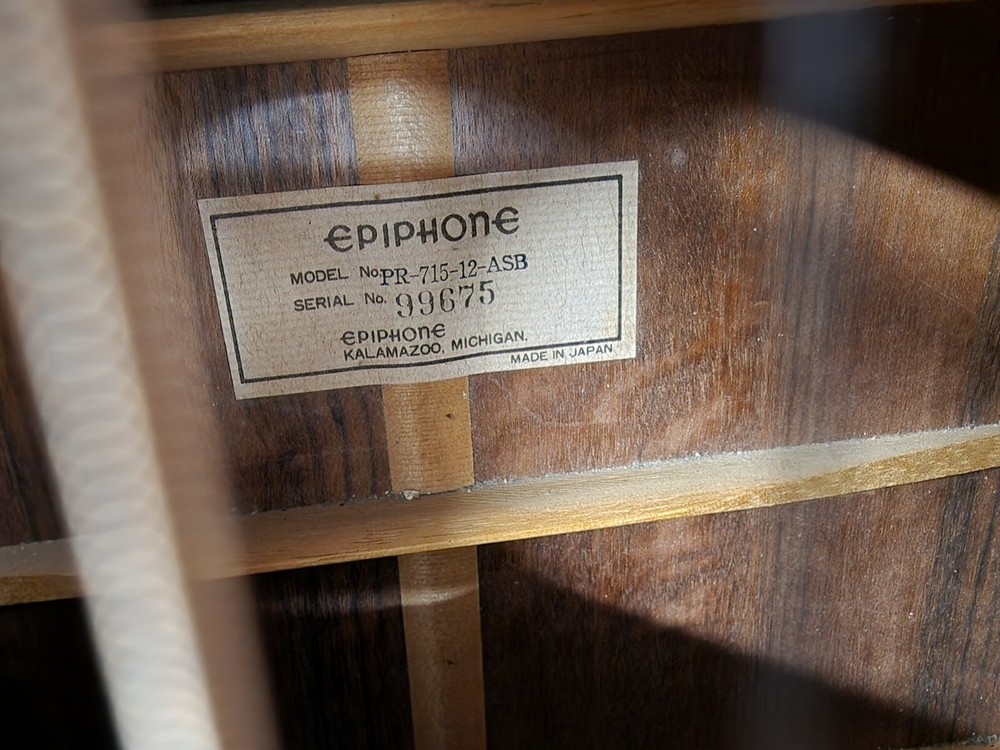 EPIPHONE
MODEL No. PR-715-12-ASB
SERIAL No. 99675
EPIPHONE
KALAMAZOO, MICHIGAN.
MADE IN JAPAN